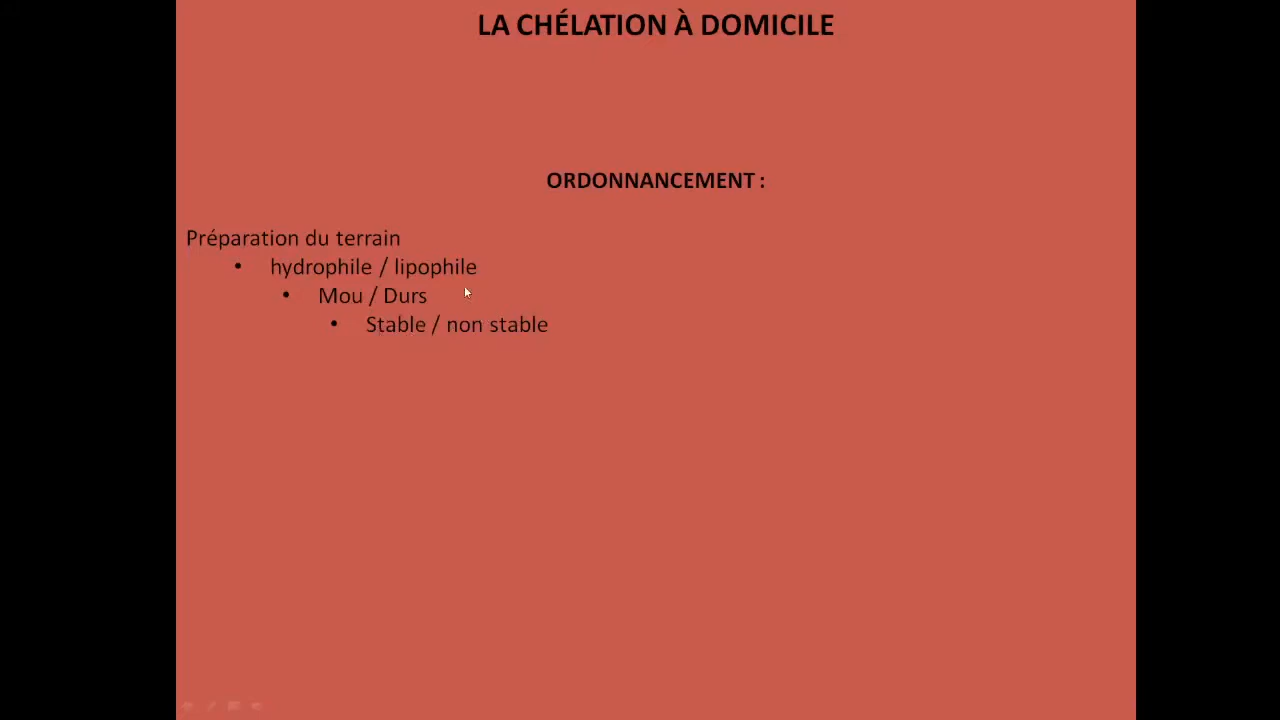 LA CHÉLATION À DOMICILE
ORDONNANCEMENT :
Préparation du terrain
• hydrophile / lipophile
• Mou / Durs
• Stable / non stable